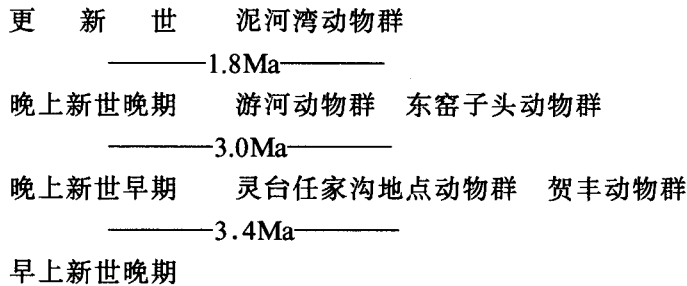 更 新 世 泥河湾动物群
————1.8Ma————
晚上新世晚期 游河动物群 东窑子头动物群
————3.0Ma————
晚上新世早期 灵台任家沟地点动物群 贺丰动物群
————3.4Ma————
早上新世晚期